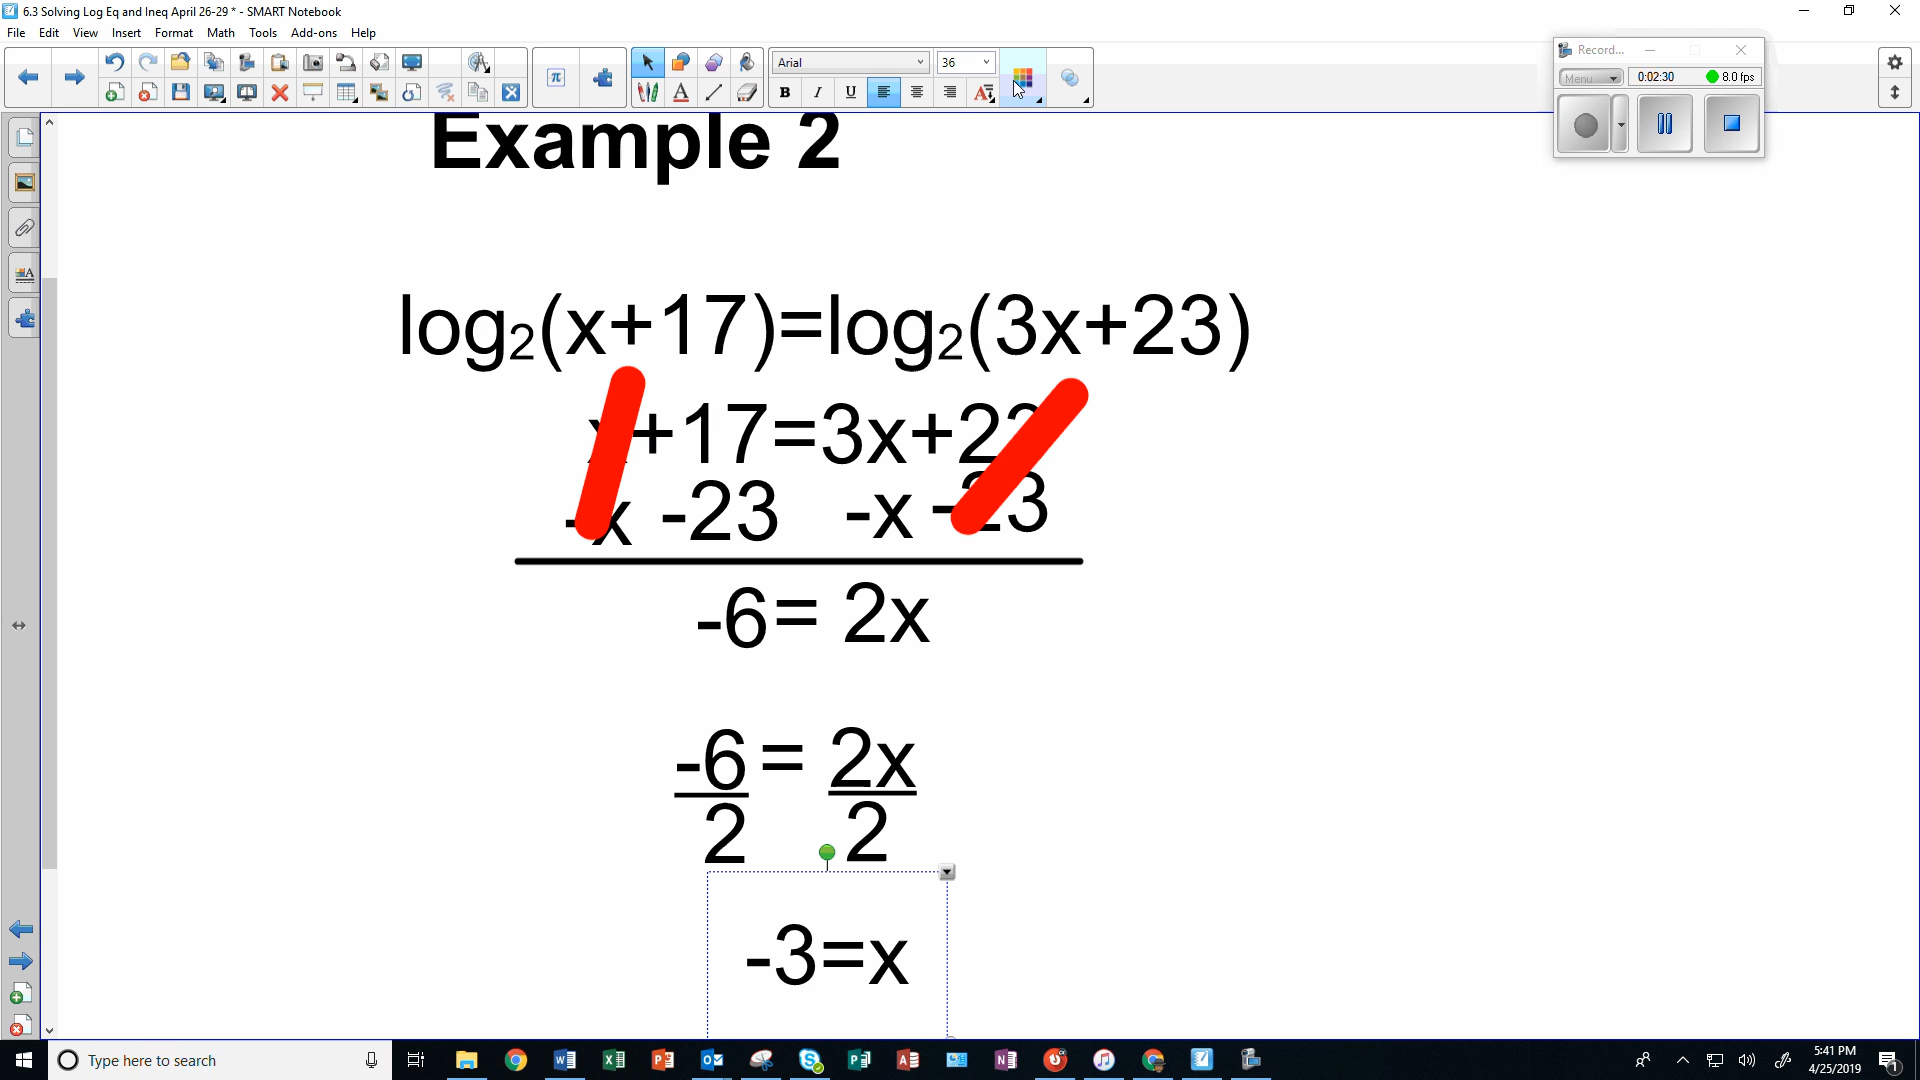 6.3 Solving Log Eq and Ineq April 26-29 * - SMART Notebook
File Edit View Insert Format Math Tools Add-ons Help
Arial 36
B I U
Record...
Menu 0:02:30 8.0 fps
Example 2
log₂(x+17)=log₂(3x+23)
x+17=3x+23
-x -23 -x -23
-6= 2x
-6 = 2x
2 2
-3=x
Type here to search
5:41 PM
4/25/2019